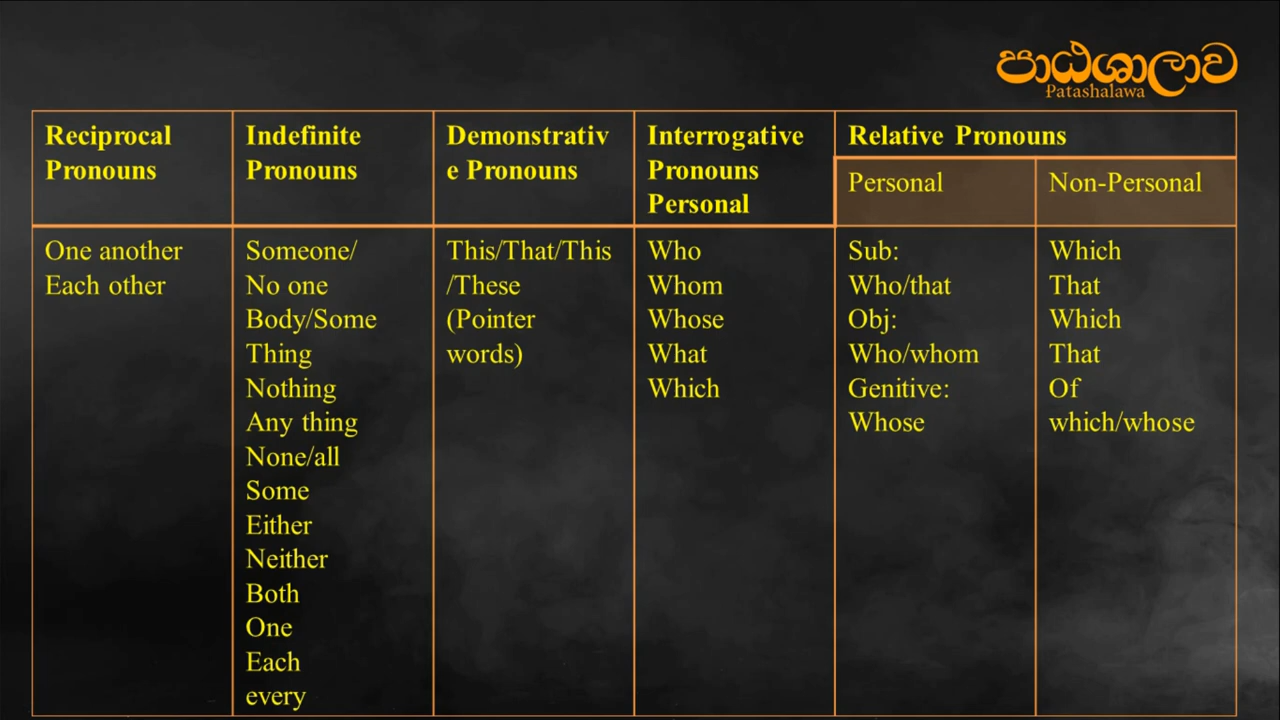 පාඨශාලාව
Patashalawa
Reciprocal
Pronouns
Indefinite
Pronouns
Demonstrativ
e Pronouns
Interrogative
Pronouns
Personal
Relative Pronouns
Personal
Non-Personal
One another
Each other
Someone/
No one
Body/Some
Thing
Nothing
Any thing
None/all
Some
Either
Neither
Both
One
Each
every
This/That/This
/These
(Pointer
words)
Who
Whom
Whose
What
Which
Sub:
Who/that
Obj:
Who/whom
Genitive:
Whose
Which
That
Which
That
Of
which/whose